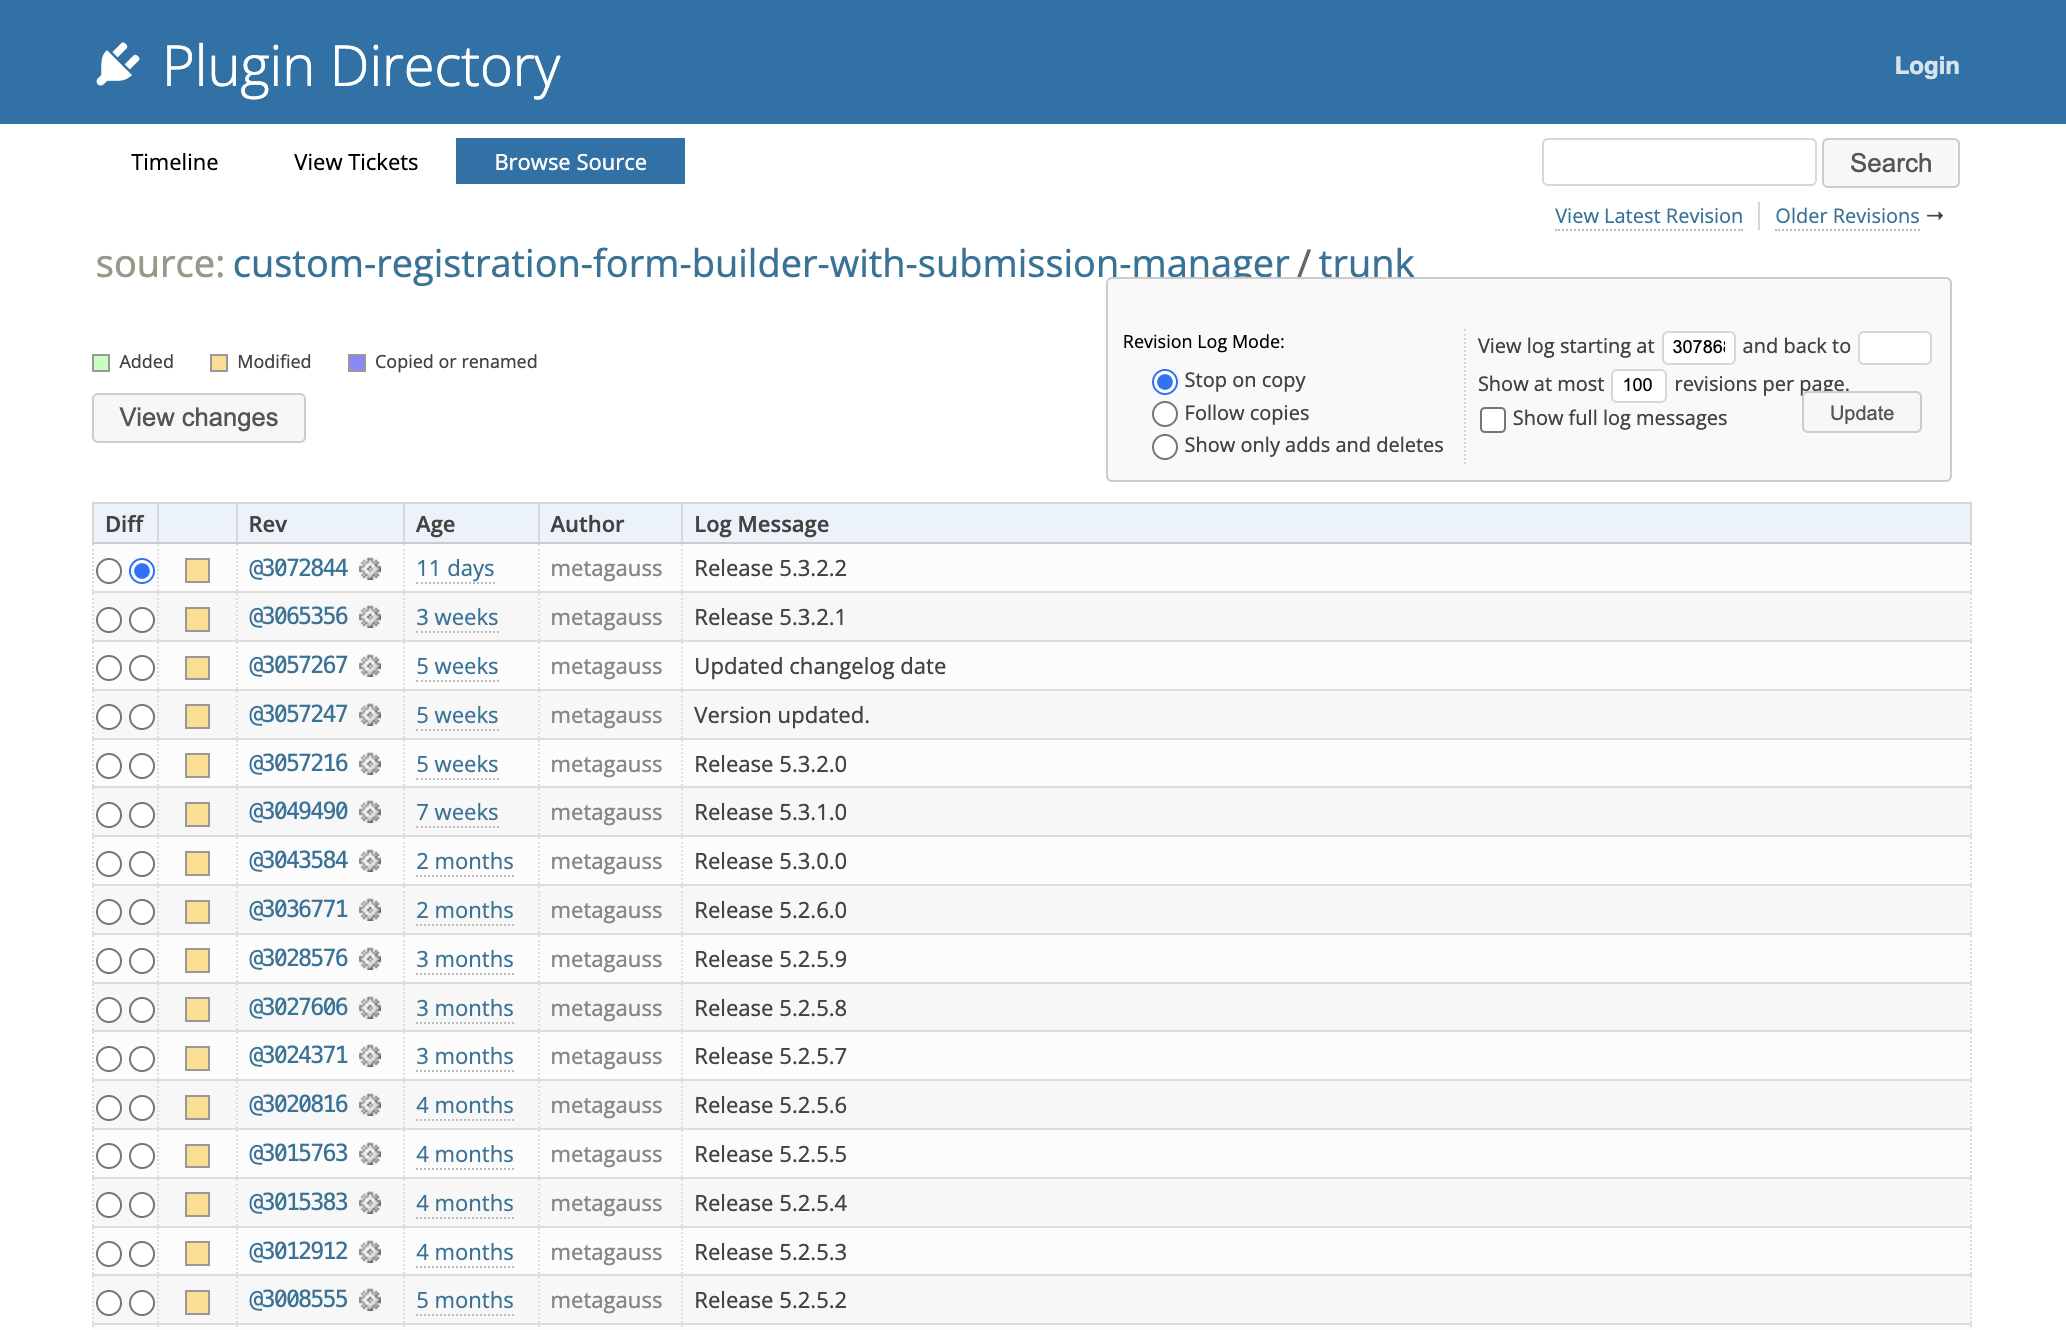 Plugin Directory
Login
Timeline
View Tickets
Browse Source
Search
View Latest Revision
Older Revisions →
source: custom-registration-form-builder-with-submission-manager / trunk
Revision Log Mode:
Stop on copy
Follow copies
Show only adds and deletes
View log starting at 30786 and back to
Show at most 100 revisions per page.
Show full log messages
Update
Added
Modified
Copied or renamed
View changes
Diff Rev Age Author Log Message
@3072844 11 days metagauss Release 5.3.2.2
@3065356 3 weeks metagauss Release 5.3.2.1
@3057267 5 weeks metagauss Updated changelog date
@3057247 5 weeks metagauss Version updated.
@3057216 5 weeks metagauss Release 5.3.2.0
@3049490 7 weeks metagauss Release 5.3.1.0
@3043584 2 months metagauss Release 5.3.0.0
@3036771 2 months metagauss Release 5.2.6.0
@3028576 3 months metagauss Release 5.2.5.9
@3027606 3 months metagauss Release 5.2.5.8
@3024371 3 months metagauss Release 5.2.5.7
@3020816 4 months metagauss Release 5.2.5.6
@3015763 4 months metagauss Release 5.2.5.5
@3015383 4 months metagauss Release 5.2.5.4
@3012912 4 months metagauss Release 5.2.5.3
@3008555 5 months metagauss Release 5.2.5.2